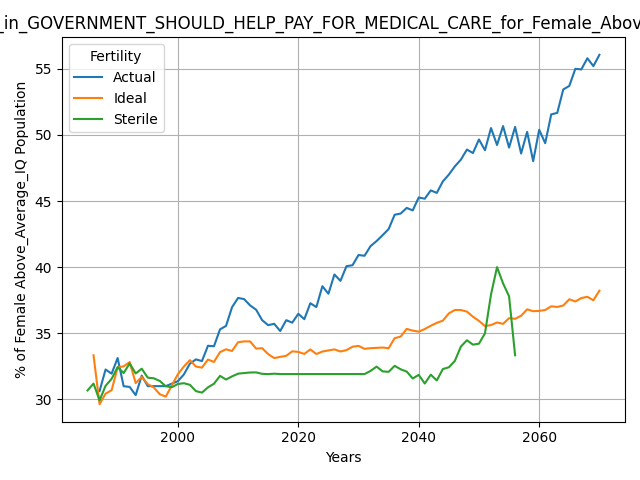 _in_GOVERNMENT_SHOULD_HELP_PAY_FOR_MEDICAL_CARE_for_Female_Abov
Fertility
Actual
Ideal
Sterile
% of Female Above_Average_IQ Population
55
50
45
40
35
30
2000 2020 2040 2060
Years